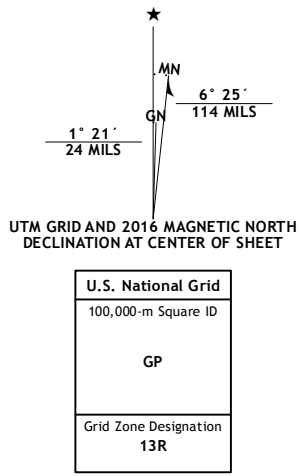 MN
GN
6° 25´
114 MILS
1° 21´
24 MILS
UTM GRID AND 2016 MAGNETIC NORTH
DECLINATION AT CENTER OF SHEET
U.S. National Grid
100,000-m Square ID
GP
Grid Zone Designation
13R